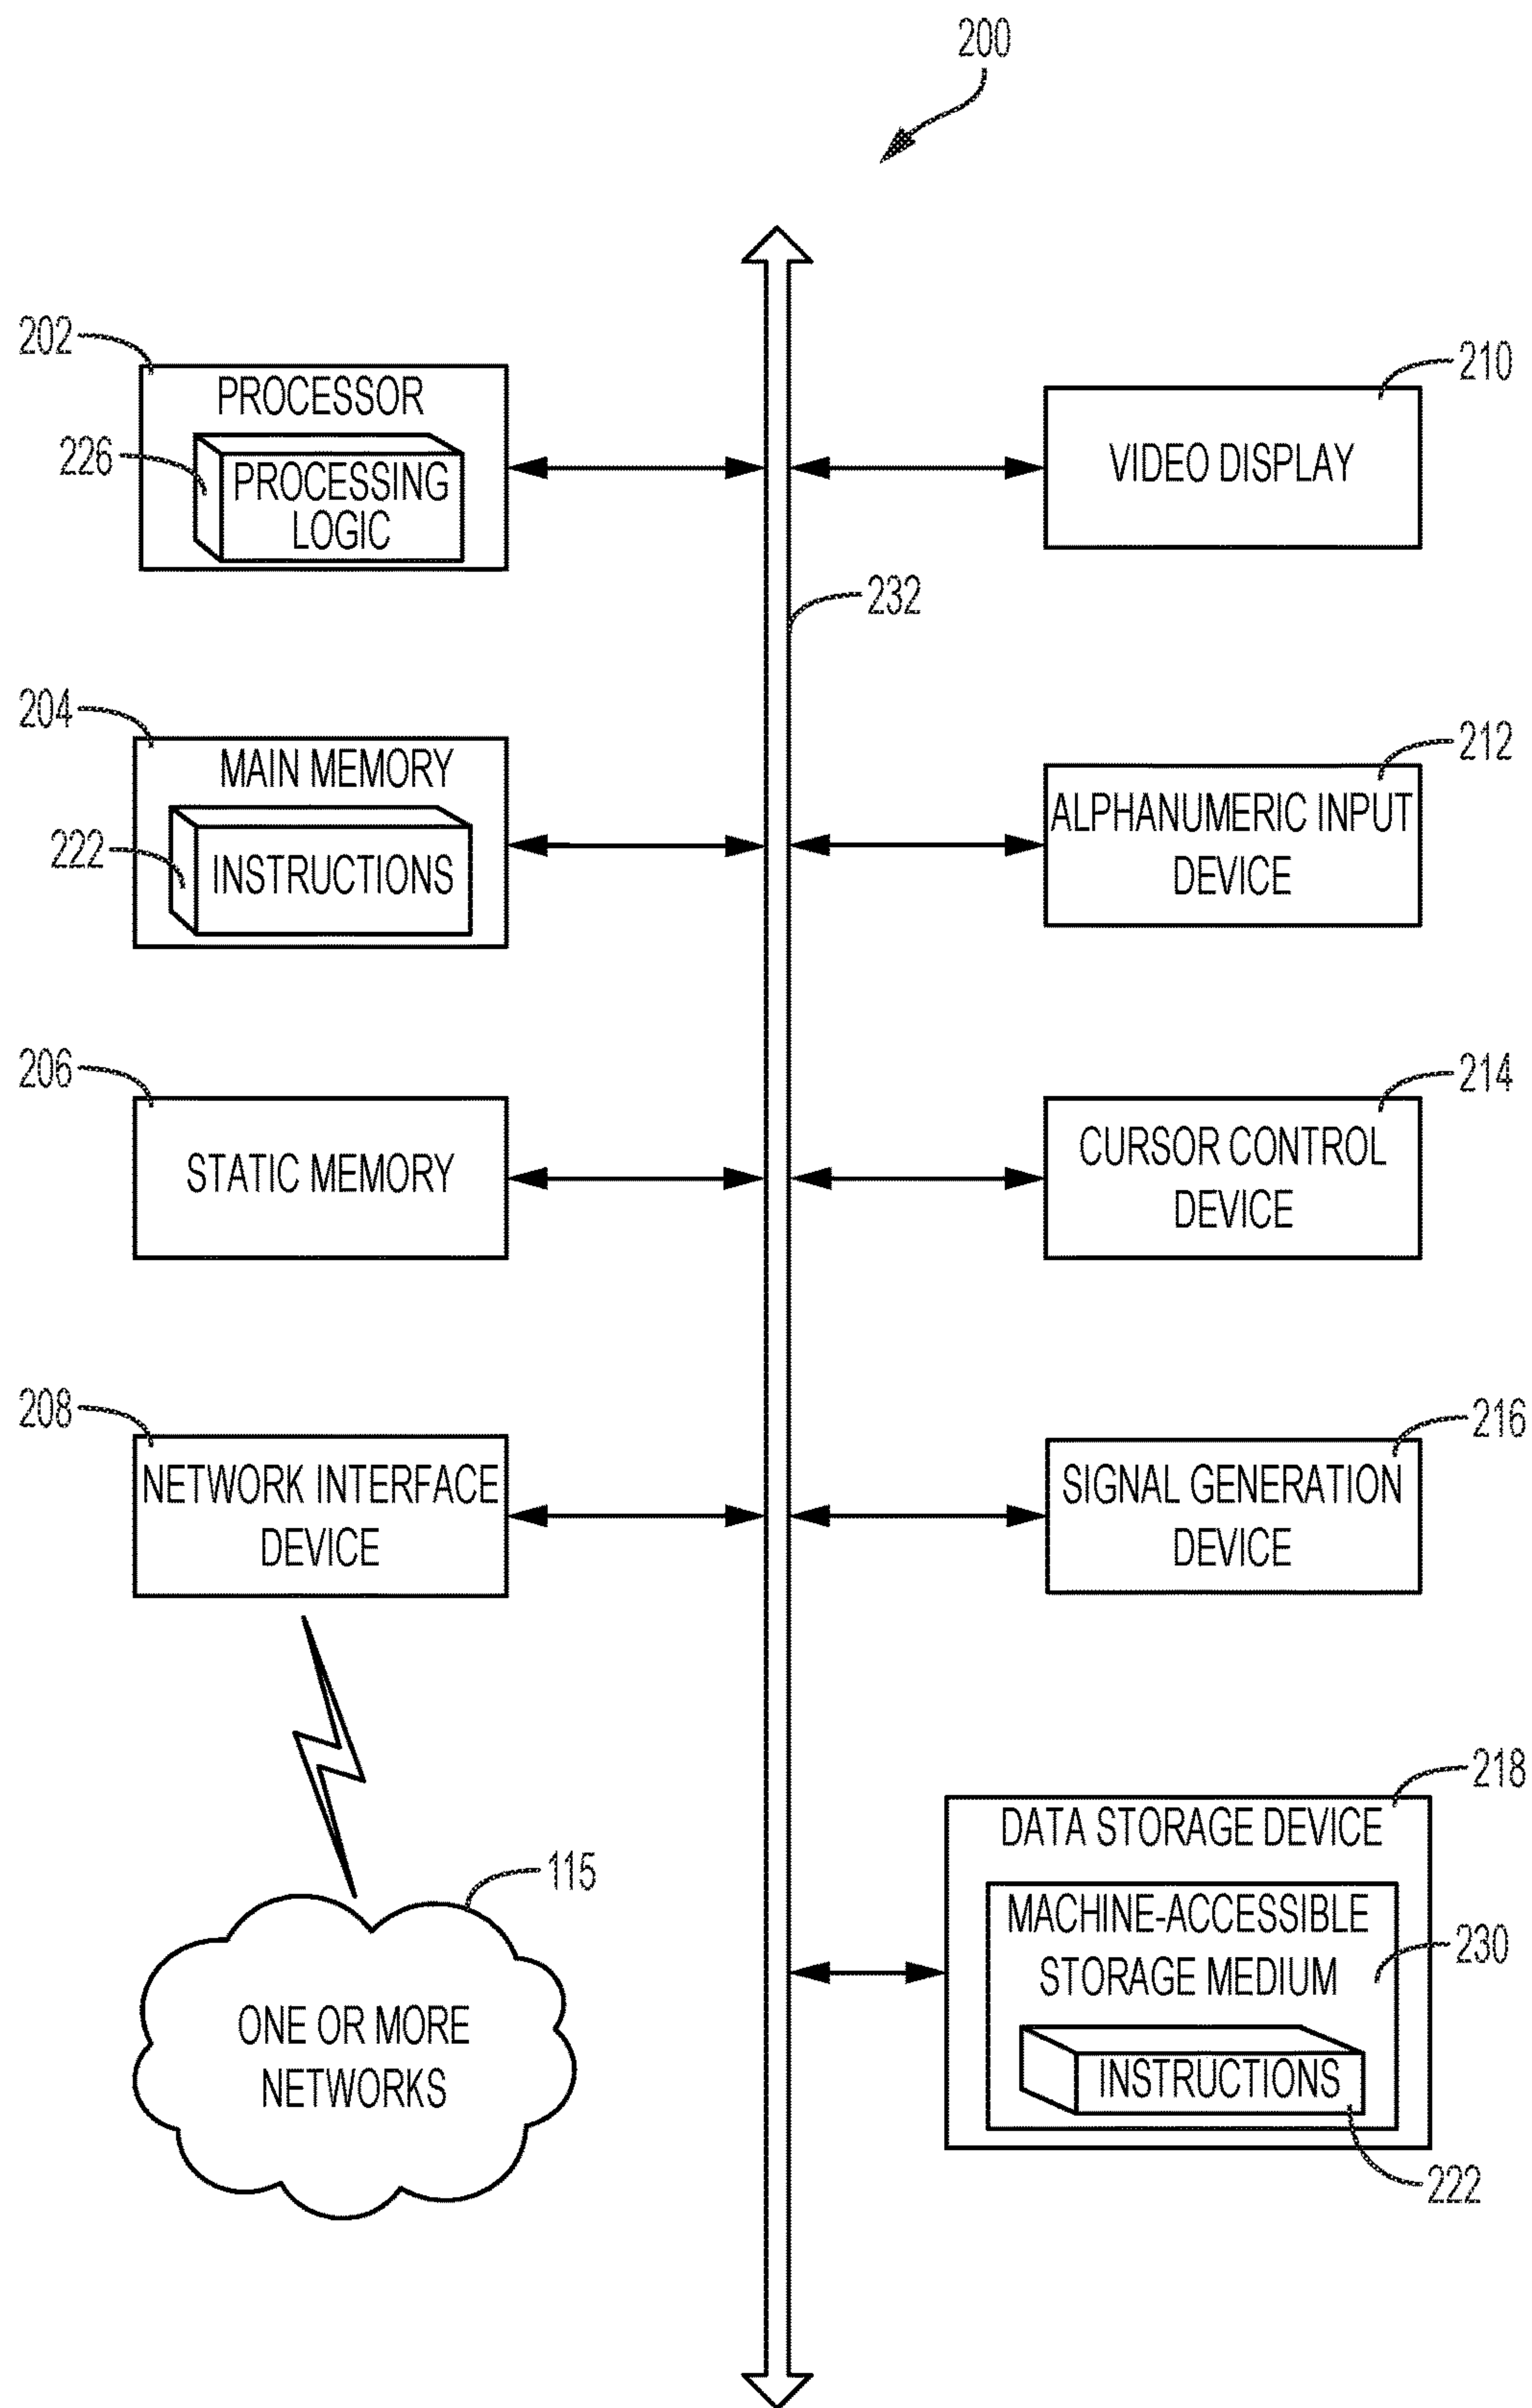 200
202
PROCESSOR
226
PROCESSING
LOGIC
210
VIDEO DISPLAY
232
204
MAIN MEMORY
222
INSTRUCTIONS
212
ALPHANUMERIC INPUT
DEVICE
206
STATIC MEMORY
214
CURSOR CONTROL
DEVICE
208
NETWORK INTERFACE
DEVICE
216
SIGNAL GENERATION
DEVICE
115
ONE OR MORE
NETWORKS
218
DATA STORAGE DEVICE
MACHINE-ACCESSIBLE
STORAGE MEDIUM
230
INSTRUCTIONS
222